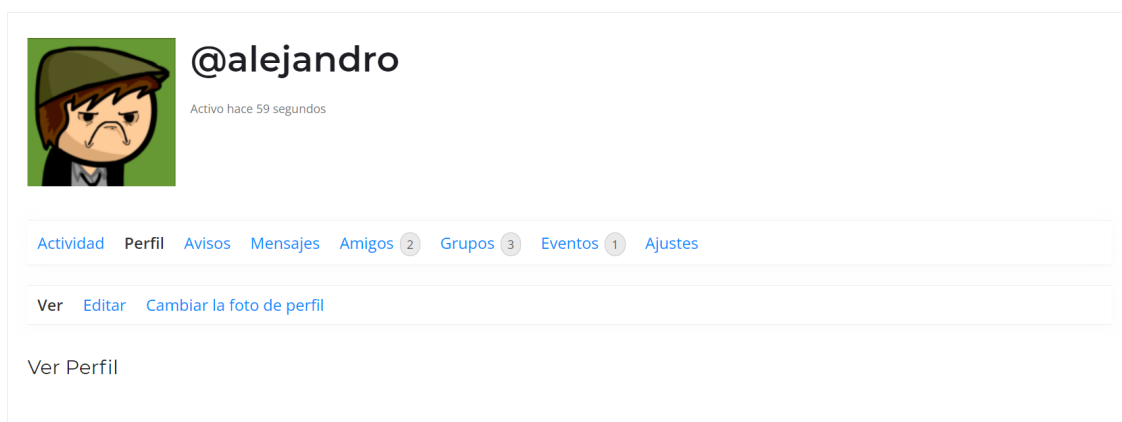 @alejandro
Activo hace 59 segundos
Actividad Perfil Avisos Mensajes Amigos 2 Grupos 3 Eventos 1 Ajustes
Ver Editar Cambiar la foto de perfil
Ver Perfil